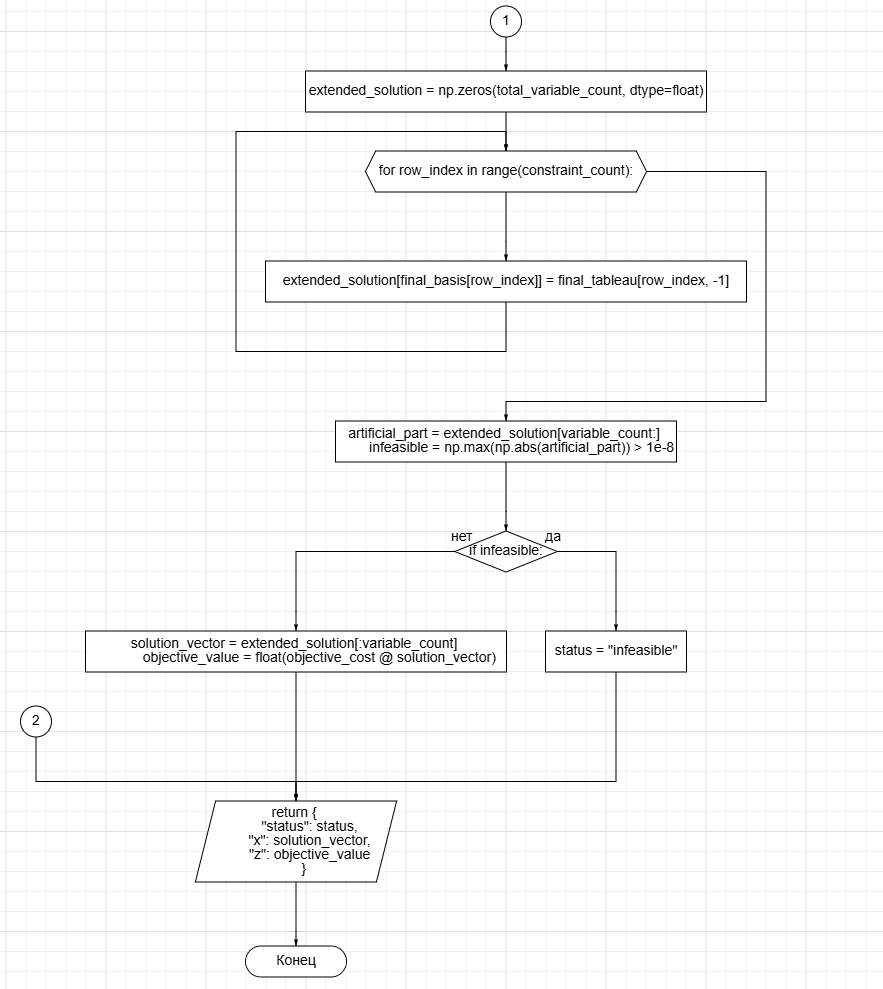 1
extended_solution = np.zeros(total_variable_count, dtype=float)
for row_index in range(constraint_count):
extended_solution[final_basis[row_index]] = final_tableau[row_index, -1]
artificial_part = extended_solution[variable_count:]
infeasible = np.max(np.abs(artificial_part)) > 1e-8
нет
да
if infeasible:
solution_vector = extended_solution[:variable_count]
objective_value = float(objective_cost @ solution_vector)
status = "infeasible"
2
return {
"status": status,
"x": solution_vector,
"z": objective_value
}
Конец